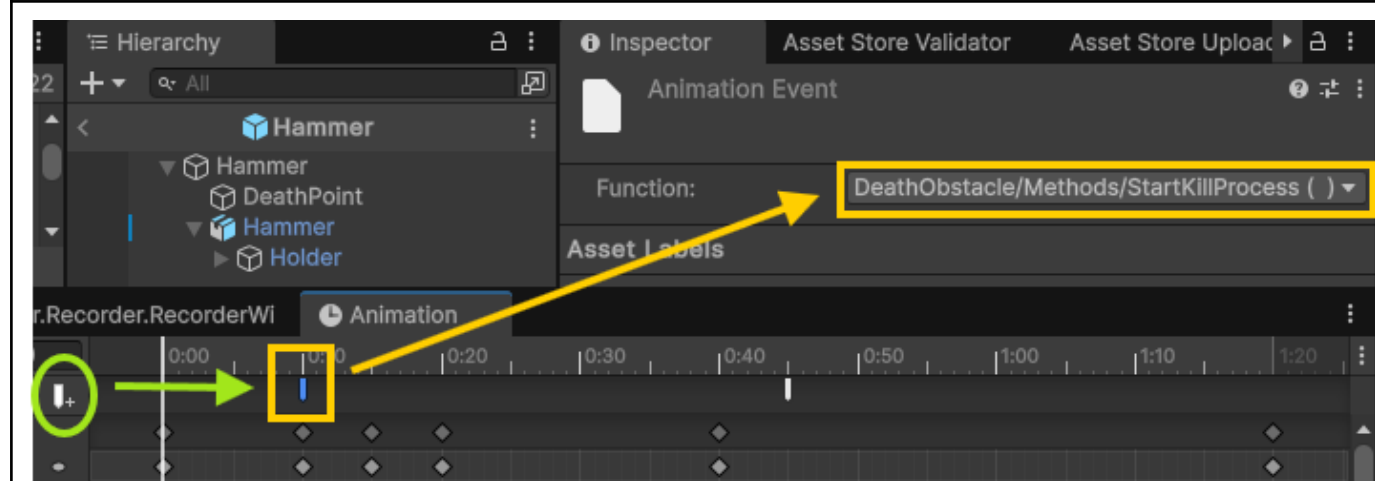 Hierarchy
Inspector
Asset Store Validator
Asset Store Uploa
22
All
Animation Event
Hammer
Hammer
DeathPoint
Hammer
Holder
Function:
DeathObstacle/Methods/StartKillProcess ( )
Asset Labels
r.Recorder.RecorderWi
Animation
0:00
0:10
0:20
0:30
0:40
0:50
1:00
1:10
1:20